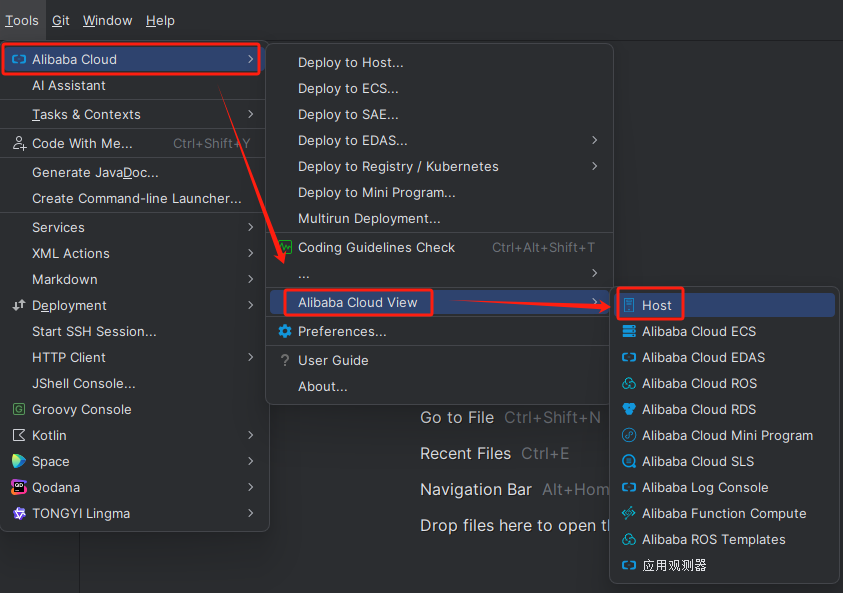 Tools Git Window Help
Alibaba Cloud
AI Assistant
Tasks & Contexts
Code With Me... Ctrl+Shift+Y
Generate JavaDoc...
Create Command-line Launcher...
Services
XML Actions
Markdown
Deployment
Start SSH Session...
HTTP Client
JShell Console...
Groovy Console
Kotlin
Space
Qodana
TONGYI Lingma
Deploy to Host...
Deploy to ECS...
Deploy to SAE...
Deploy to EDAS...
Deploy to Registry / Kubernetes
Deploy to Mini Program...
Multirun Deployment...
Coding Guidelines Check Ctrl+Alt+Shift+T
...
Alibaba Cloud View
Preferences...
User Guide
About...
Host
Alibaba Cloud ECS
Alibaba Cloud EDAS
Alibaba Cloud ROS
Alibaba Cloud RDS
Alibaba Cloud Mini Program
Alibaba Cloud SLS
Alibaba Log Console
Alibaba Function Compute
Alibaba ROS Templates
应用观测器
Go to File Ctrl+Shift+N
Recent Files Ctrl+E
Navigation Bar Alt+Hom
Drop files here to open